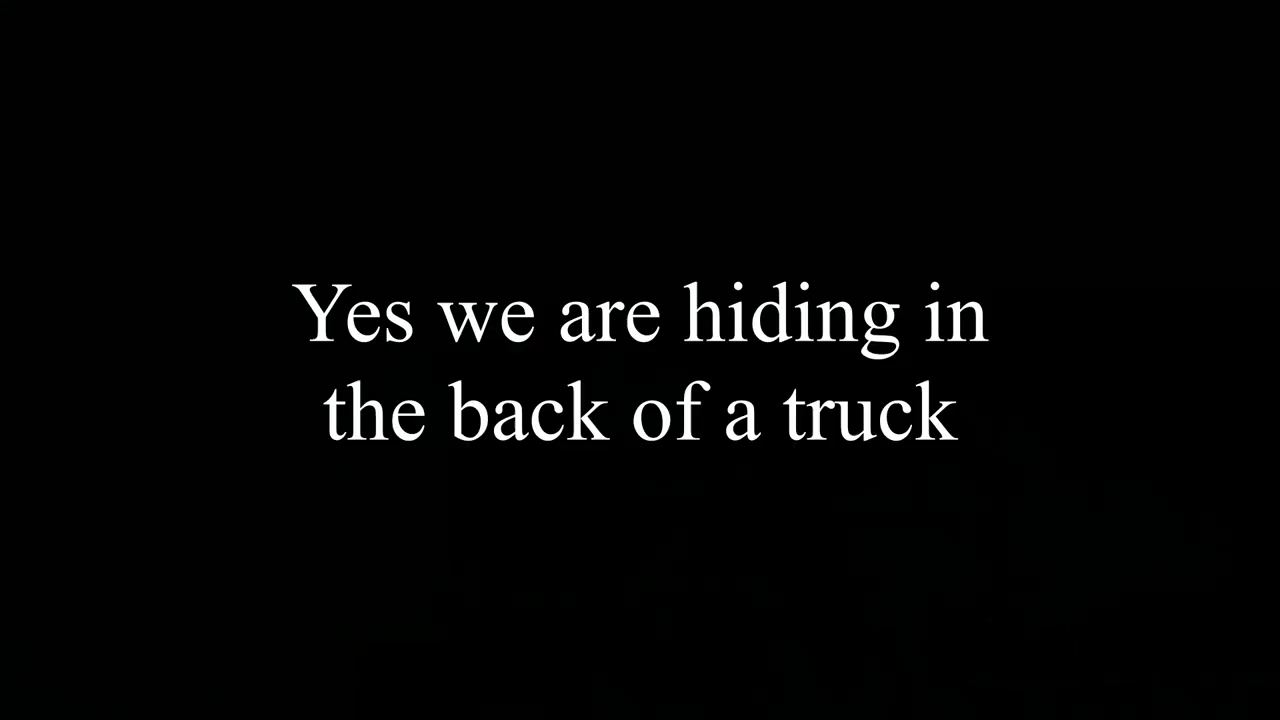 Yes we are hiding in
the back of a truck